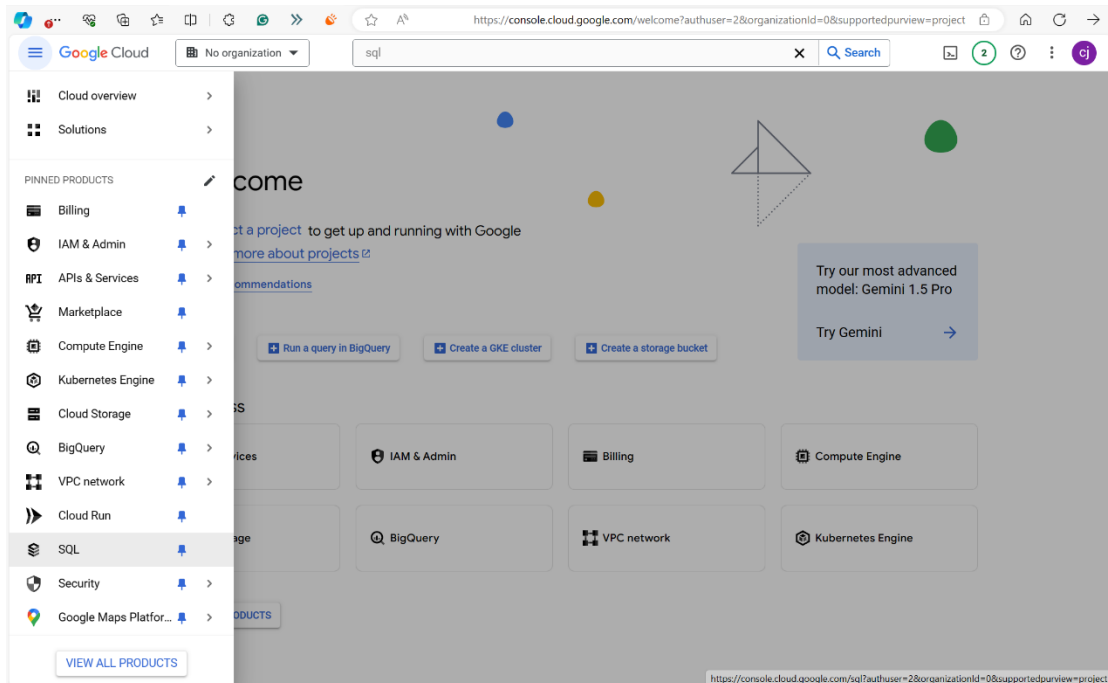 https://console.cloud.google.com/welcome?authuser=2&organizationId=0&supportedpurview=project
Google Cloud
No organization
sql
Search
2
cj
Cloud overview
Solutions
PINNED PRODUCTS
Billing
IAM & Admin
API APIs & Services
Marketplace
Compute Engine
Kubernetes Engine
Cloud Storage
BigQuery
VPC network
Cloud Run
SQL
Security
Google Maps Platfor...
VIEW ALL PRODUCTS
come
ct a project to get up and running with Google
more about projects
ommendations
Try our most advanced
model: Gemini 1.5 Pro
Try Gemini
Run a query in BigQuery
Create a GKE cluster
Create a storage bucket
ss
vices
IAM & Admin
Billing
Compute Engine
age
BigQuery
VPC network
Kubernetes Engine
ODUCTS
https://console.cloud.google.com/sql?authuser=2&organizationId=0&supportedpurview=project